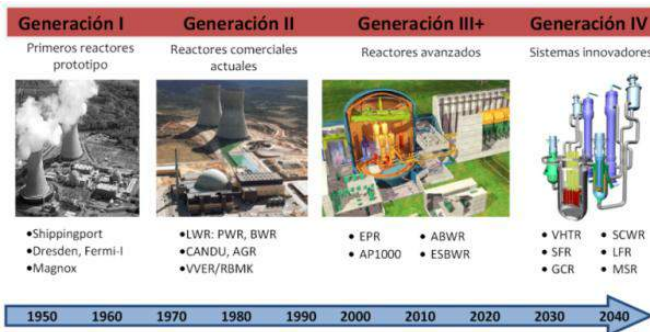 Generación I
Generación II
Generación III+
Generación IV
Primeros reactores
prototipo
Reactores comerciales
actuales
Reactores avanzados
Sistemas innovadores
•Shippingport
•Dresden, Fermi-I
•Magnox
•LWR: PWR, BWR
•CANDU, AGR
•VVER/RBMK
• EPR
• AP1000
• ABWR
• ESBWR
• VHTR
• SFR
• GCR
• SCWR
• LFR
• MSR
1950 1960 1970 1980 1990 2000 2010 2020 2030 2040